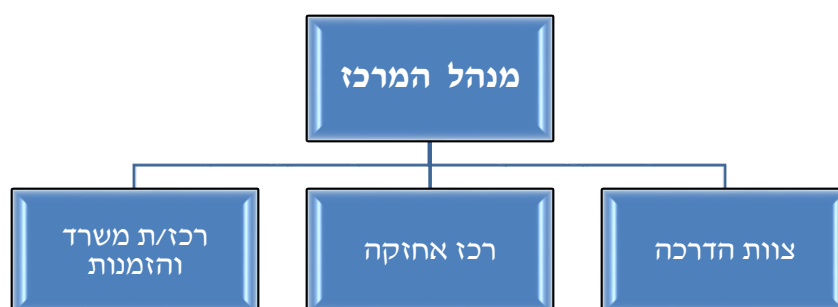 מנהל המרכז
צוות הדרכה
רכז אחזקה
רכז/ת משרד
והזמנות